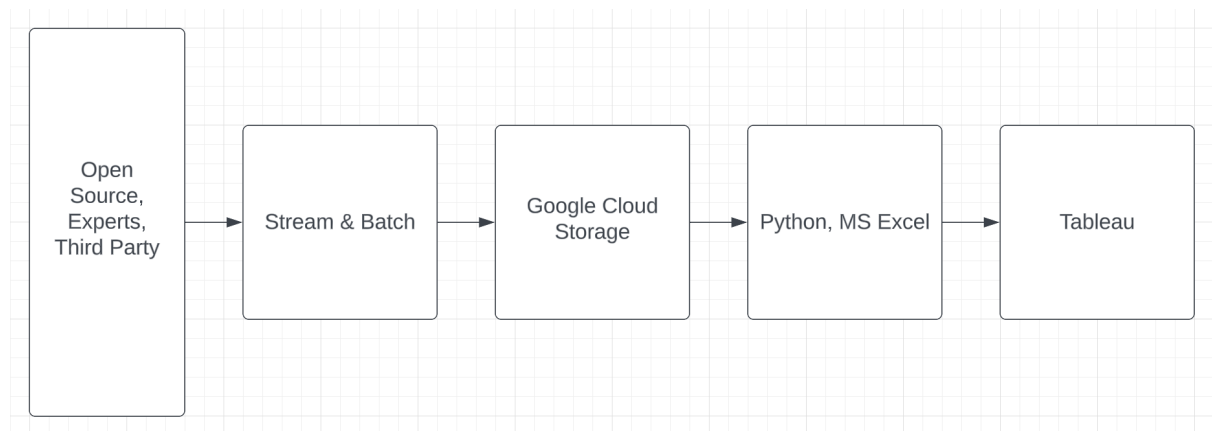 Open
Source,
Experts,
Third Party
Stream & Batch
Google Cloud
Storage
Python, MS Excel
Tableau